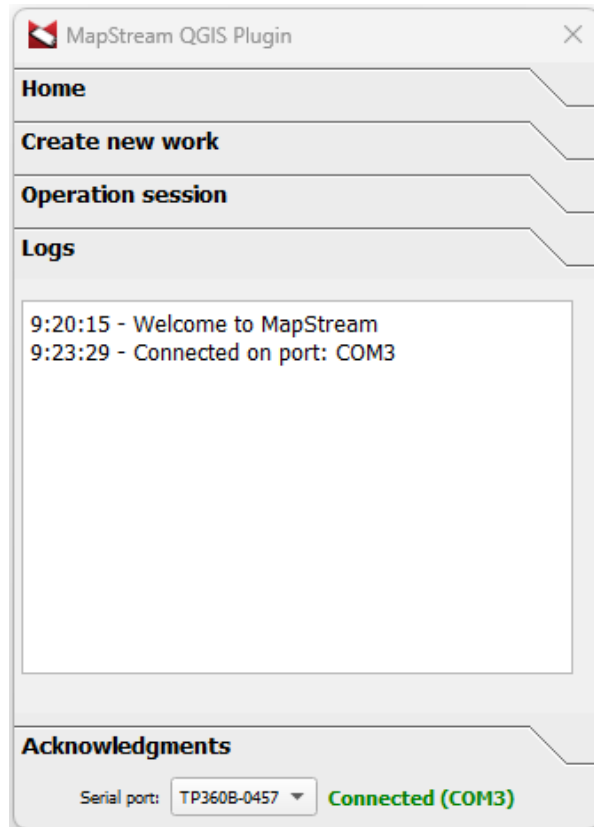 MapStream QGIS Plugin
Home
Create new work
Operation session
Logs
9:20:15 - Welcome to MapStream
9:23:29 - Connected on port: COM3
Acknowledgments
Serial port: TP360B-0457 Connected (COM3)